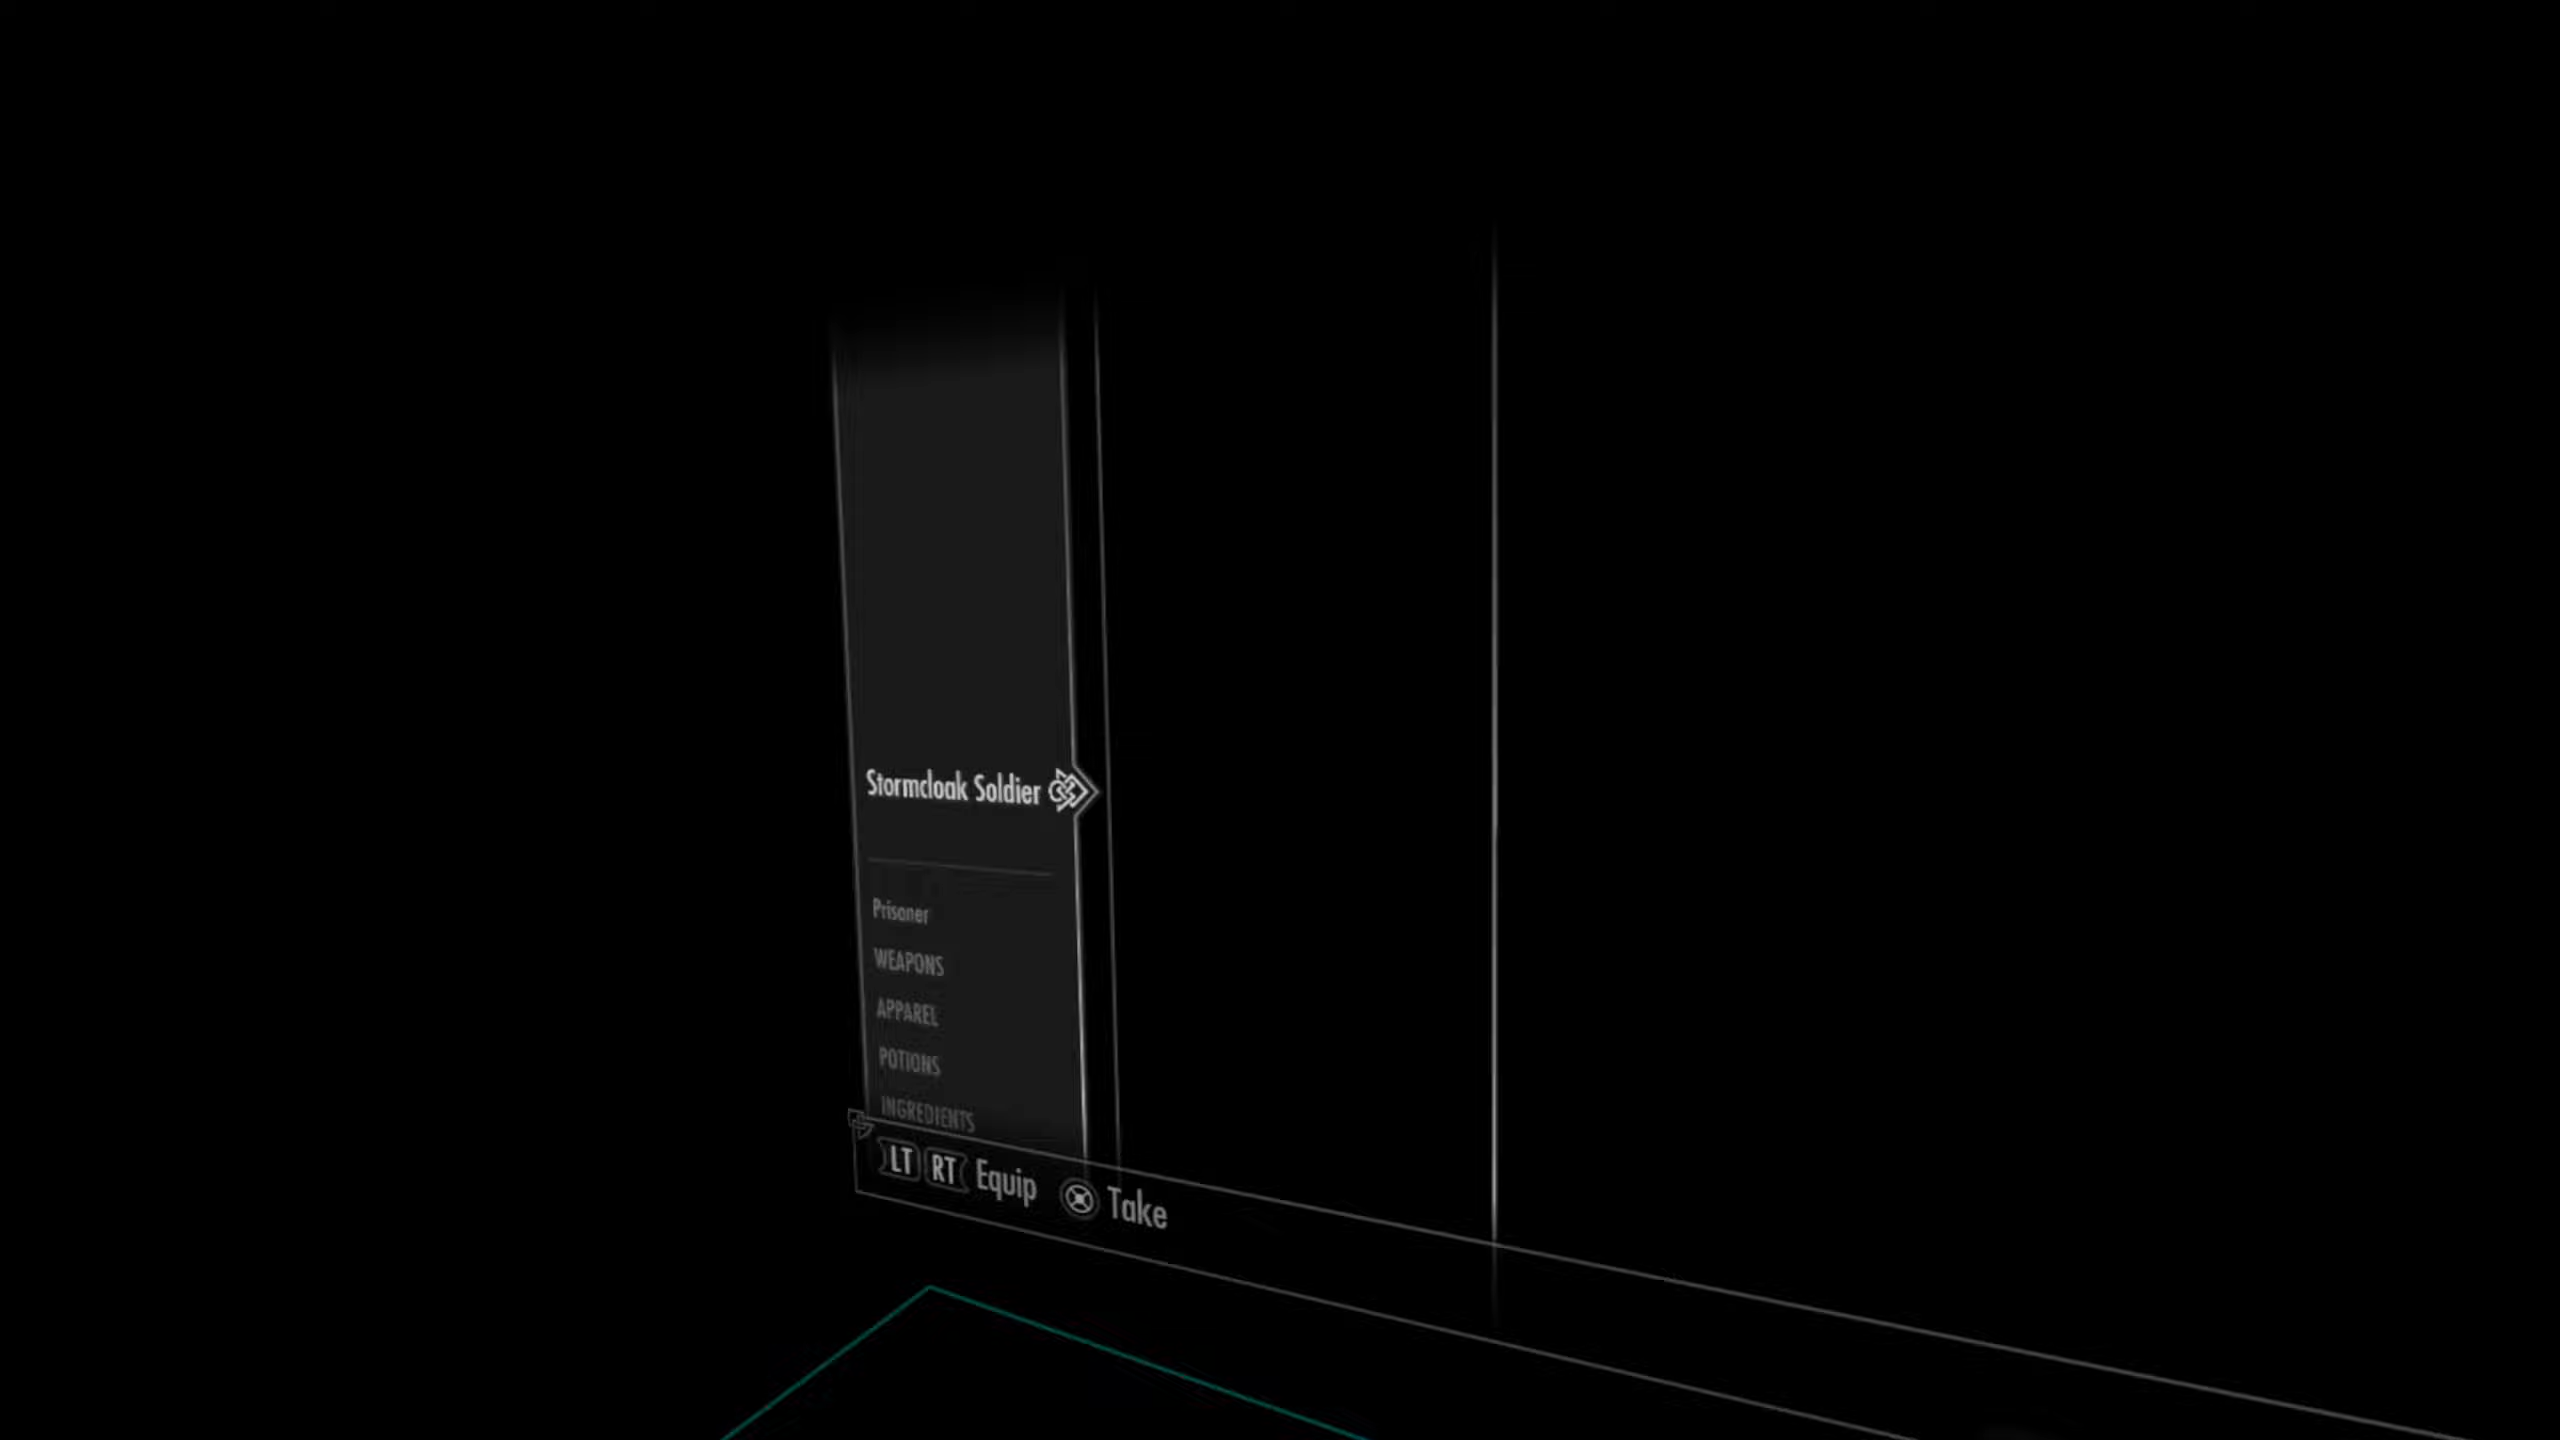 Stormcloak Soldier
Prisoner
WEAPONS
APPAREL
POTIONS
INGREDIENTS
LT RT Equip Take